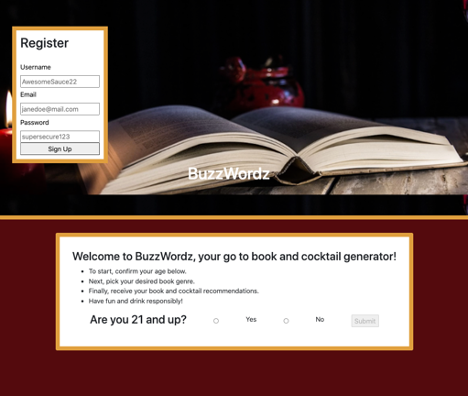 Register
Username
AwesomeSauce22
Email
janedoe@mail.com
Password
supersecure123
Sign Up
BuzzWordz
Welcome to BuzzWordz, your go to book and cocktail generator!
To start, confirm your age below.
Next, pick your desired book genre.
Finally, receive your book and cocktail recommendations.
Have fun and drink responsibly!
Are you 21 and up? Yes No Submit